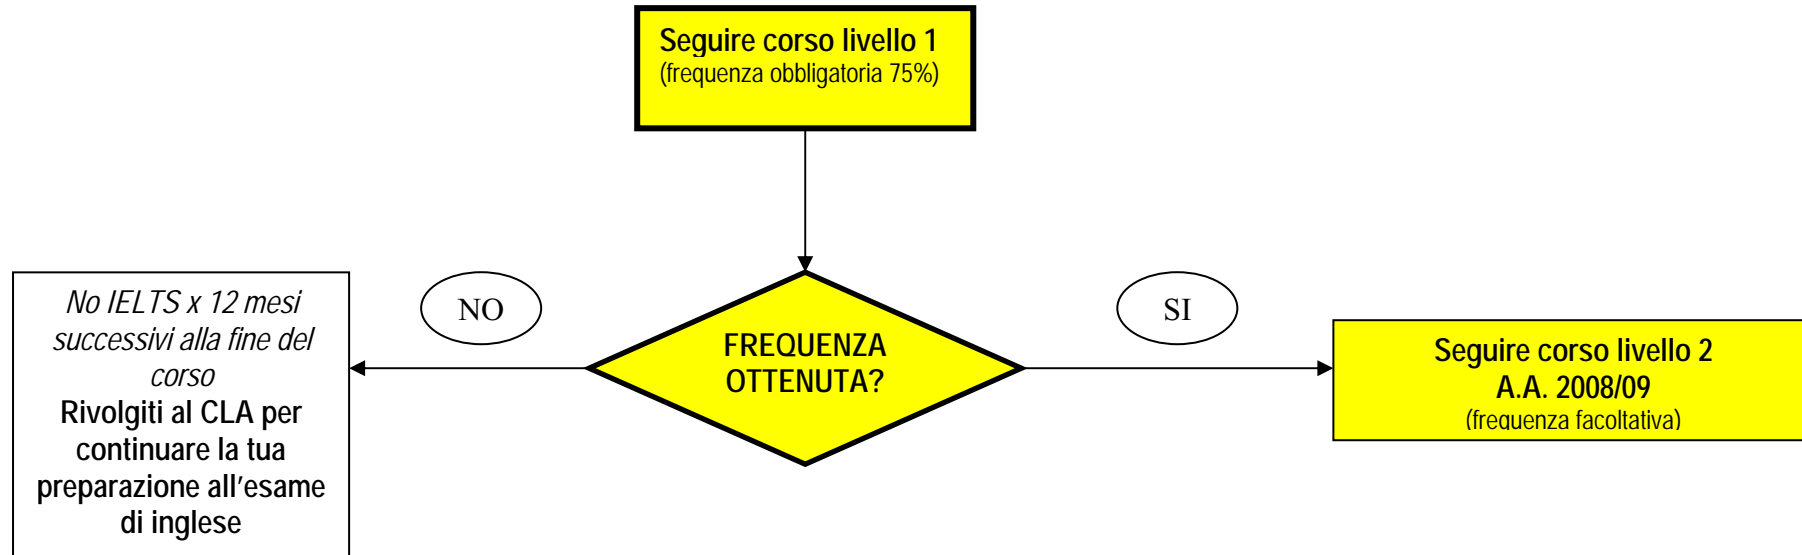 Seguire corso livello 1
(frequenza obbligatoria 75%)
NO
SI
FREQUENZA
OTTENUTA?
No IELTS x 12 mesi
successivi alla fine del
corso
Rivolgiti al CLA per
continuare la tua
preparazione all'esame
di inglese
Seguire corso livello 2
A.A. 2008/09
(frequenza facoltativa)